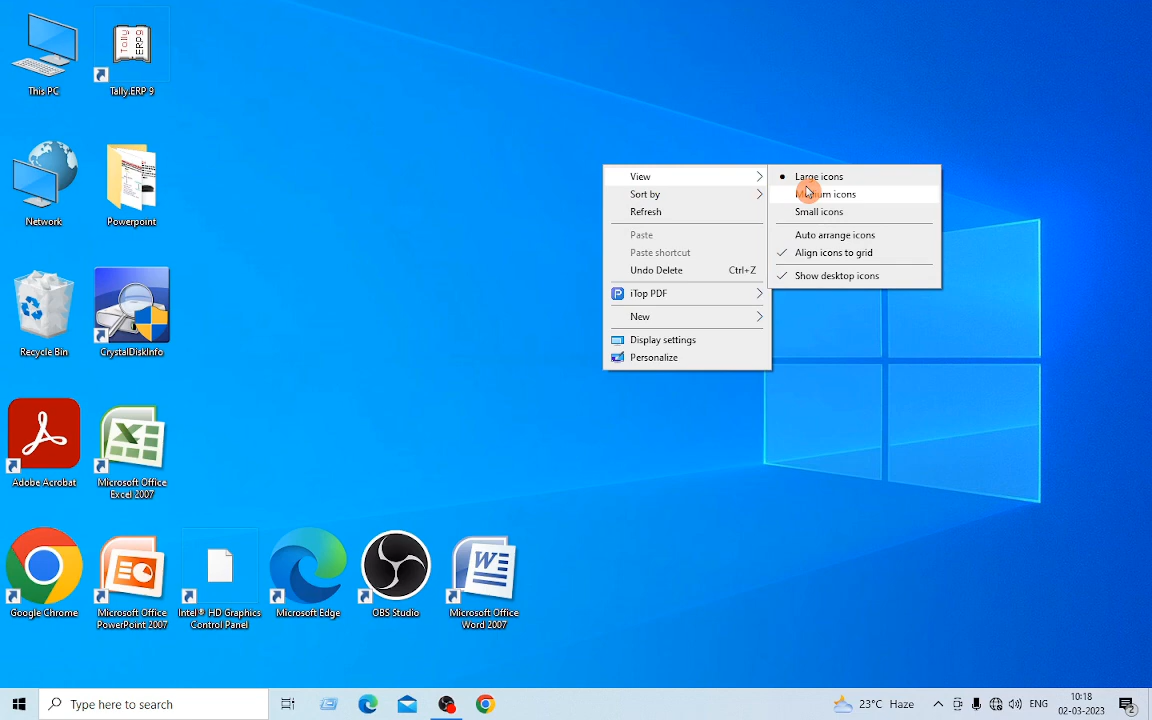 This PC
Tally
ERP9
Tally.ERP 9
Network
Powerpoint
Recycle Bin
CrystalDiskInfo
Adobe Acrobat
Microsoft Office
Excel 2007
Google Chrome
Microsoft Office
PowerPoint 2007
Intel® HD Graphics
Control Panel
Microsoft Edge
OBS Studio
Microsoft Office
Word 2007
View
Sort by
Refresh
Paste
Paste shortcut
Undo Delete Ctrl+Z
iTop PDF
New
Display settings
Personalize
Large icons
Medium icons
Small icons
Auto arrange icons
Align icons to grid
Show desktop icons
Type here to search
23°C Haze
ENG
10:18
02-03-2023
2